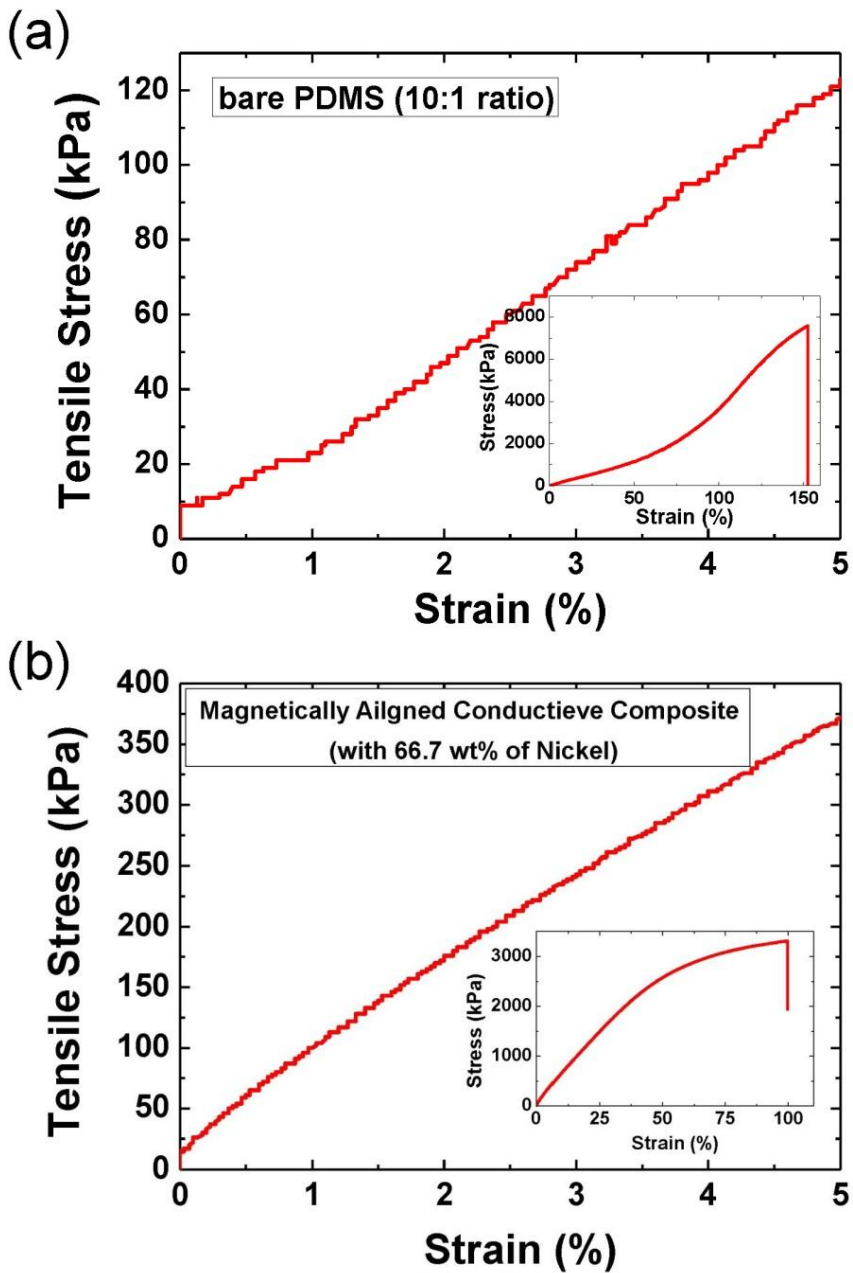 (a)
bare PDMS (10:1 ratio)
Tensile Stress (kPa)
120
100
80
60
40
20
0
0 1 2 3 4 5
Strain (%)
Stress(kPa)
8000
6000
4000
2000
0
0 50 100 150
Strain (%)
(b)
Magnetically Ailgned Conductieve Composite
(with 66.7 wt% of Nickel)
Tensile Stress (kPa)
400
350
300
250
200
150
100
50
0
0 1 2 3 4 5
Strain (%)
Stress (kPa)
3000
2000
1000
0
0 25 50 75 100
Strain (%)